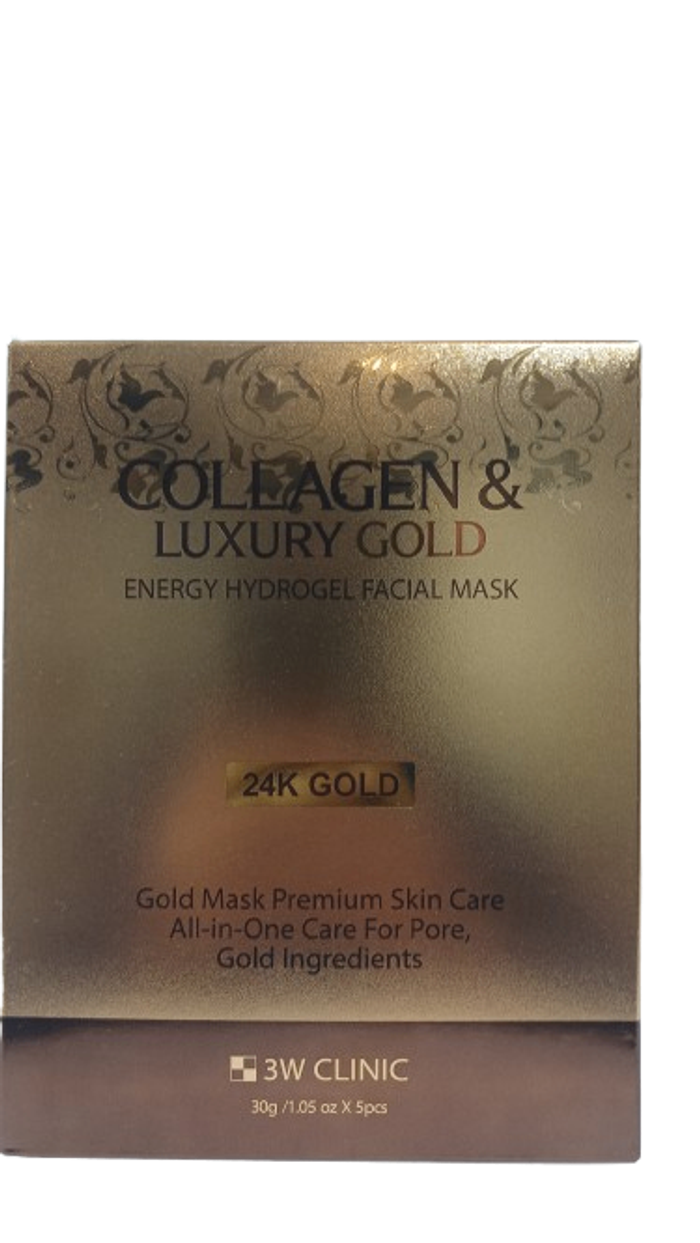 COLLAGEN &
LUXURY GOLD
ENERGY HYDROGEL FACIAL MASK
24K GOLD
Gold Mask Premium Skin Care
All-in-One Care For Pore,
Gold Ingredients
3W CLINIC
30g /1.05 oz X 5pcs